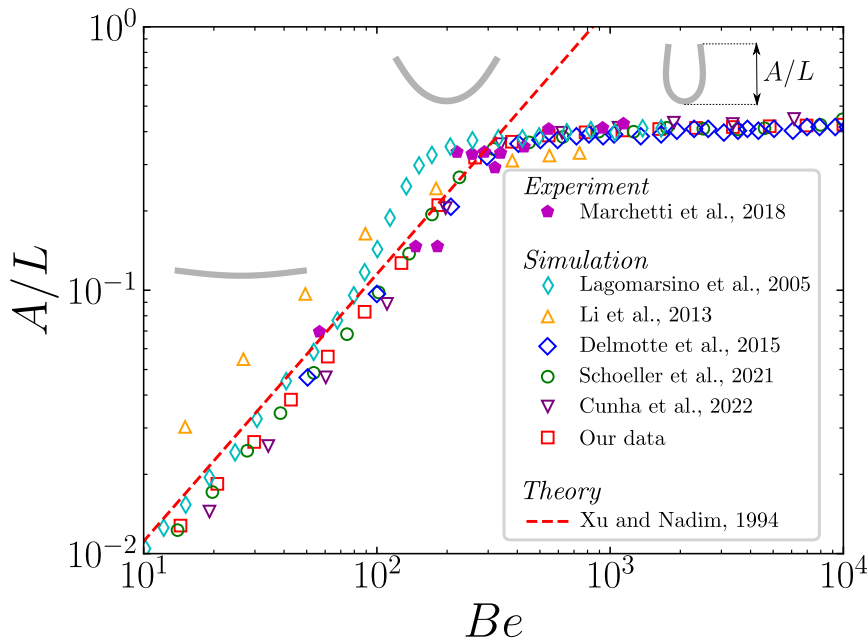 10^0
A/L
10^{-1}
10^{-2}
A/L
Experiment
Marchetti et al., 2018
Simulation
Lagomarsino et al., 2005
Li et al., 2013
Delmotte et al., 2015
Schoeller et al., 2021
Cunha et al., 2022
Our data
Theory
Xu and Nadim, 1994
10^1 10^2 10^3 10^4
Be